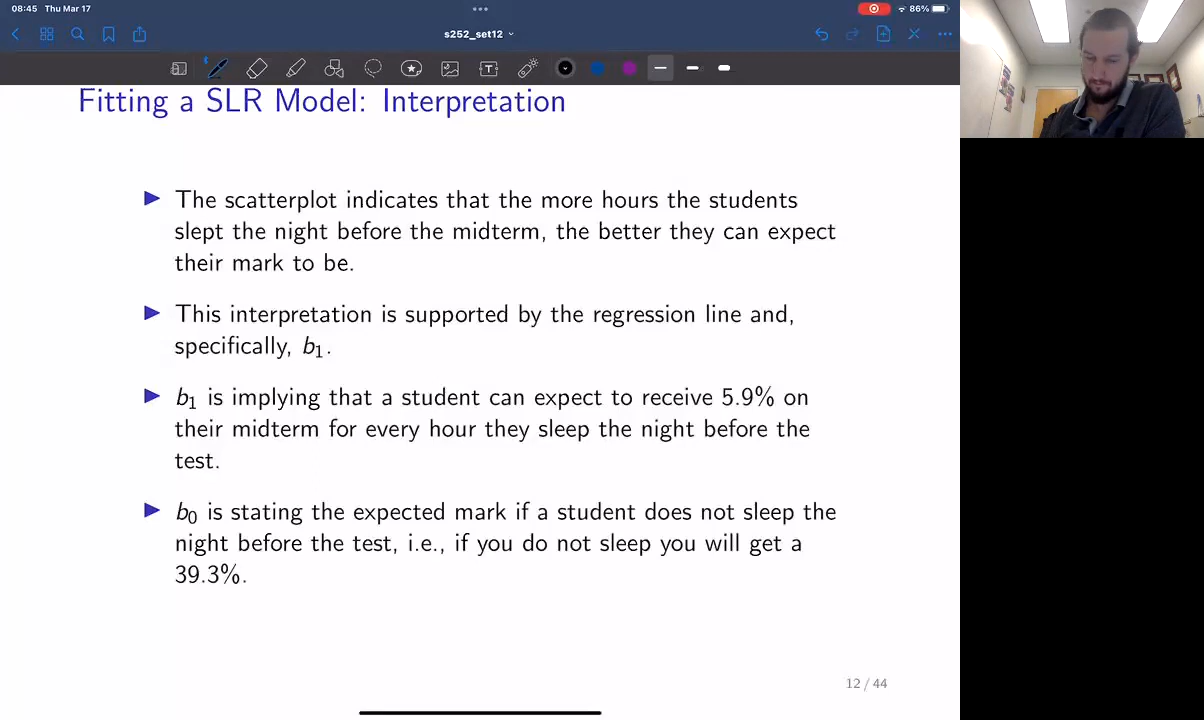 08:45 Thu Mar 17
86%
s252_set12
Fitting a SLR Model: Interpretation
The scatterplot indicates that the more hours the students
slept the night before the midterm, the better they can expect
their mark to be.
This interpretation is supported by the regression line and,
specifically, b₁.
b₁ is implying that a student can expect to receive 5.9% on
their midterm for every hour they sleep the night before the
test.
b₀ is stating the expected mark if a student does not sleep the
night before the test, i.e., if you do not sleep you will get a
39.3%.
12 / 44